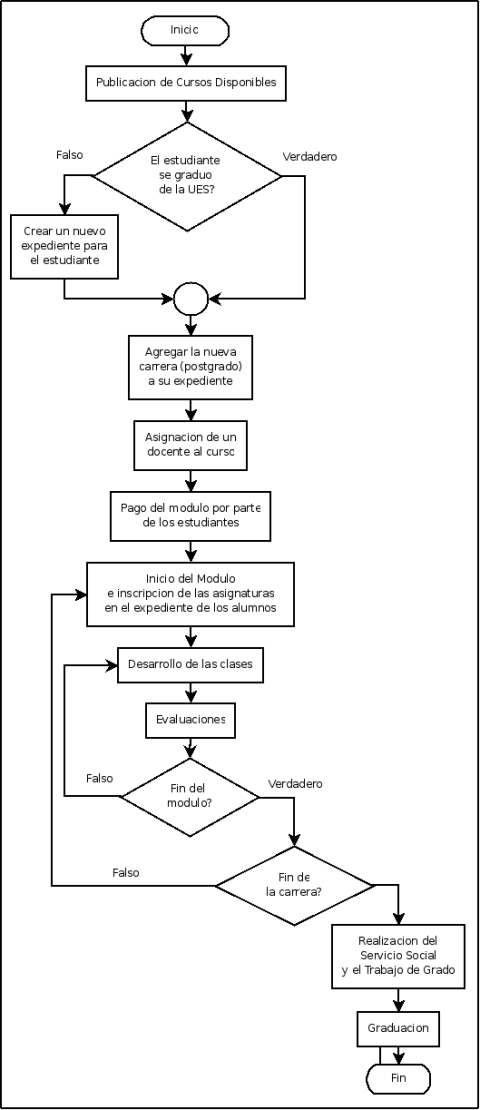 Inicio
Publicacion de Cursos Disponibles
El estudiante
se graduo
de la UES?
Falso
Verdadero
Crear un nuevo
expediente para
el estudiante
Agregar la nueva
carrera (postgrado)
a su expediente
Asignacion de un
docente al curso
Pago del modulo por parte
de los estudiantes
Inicio del Modulo
e inscripcion de las asignaturas
en el expediente de los alumnos
Desarrollo de las clases
Evaluaciones
Fin del
modulo?
Falso
Verdadero
Fin de
la carrera?
Falso
Realizacion del
Servicio Social
y el Trabajo de Grado
Graduacion
Fin